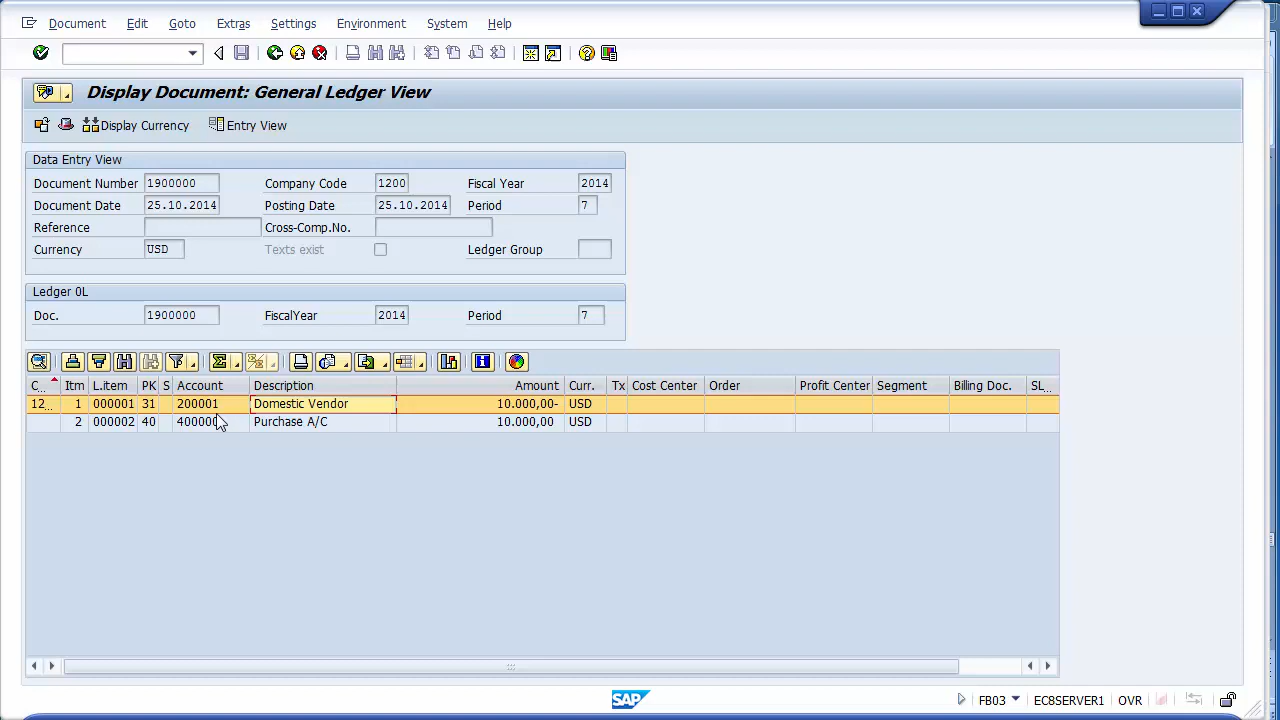 Document Edit Goto Extras Settings Environment System Help
Display Document: General Ledger View
Display Currency Entry View
Data Entry View
Document Number 1900000 Company Code 1200 Fiscal Year 2014
Document Date 25.10.2014 Posting Date 25.10.2014 Period 7
Reference Cross-Comp.No.
Currency USD Texts exist Ledger Group
Ledger 0L
Doc. 1900000 FiscalYear 2014 Period 7
C... Itm L.item PK S Account Description Amount Curr. Tx Cost Center Order Profit Center Segment Billing Doc. SL...
12... 1 000001 31 200001 Domestic Vendor 10.000,00- USD
2 000002 40 Purchase A/C 10.000,00 USD
SAP FB03 EC8SERVER1 OVR